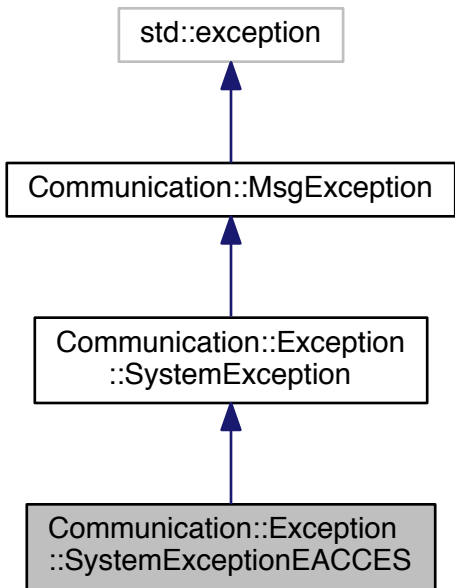 std::exception
Communication::MsgException
Communication::Exception
::SystemException
Communication::Exception
::SystemExceptionEACCES